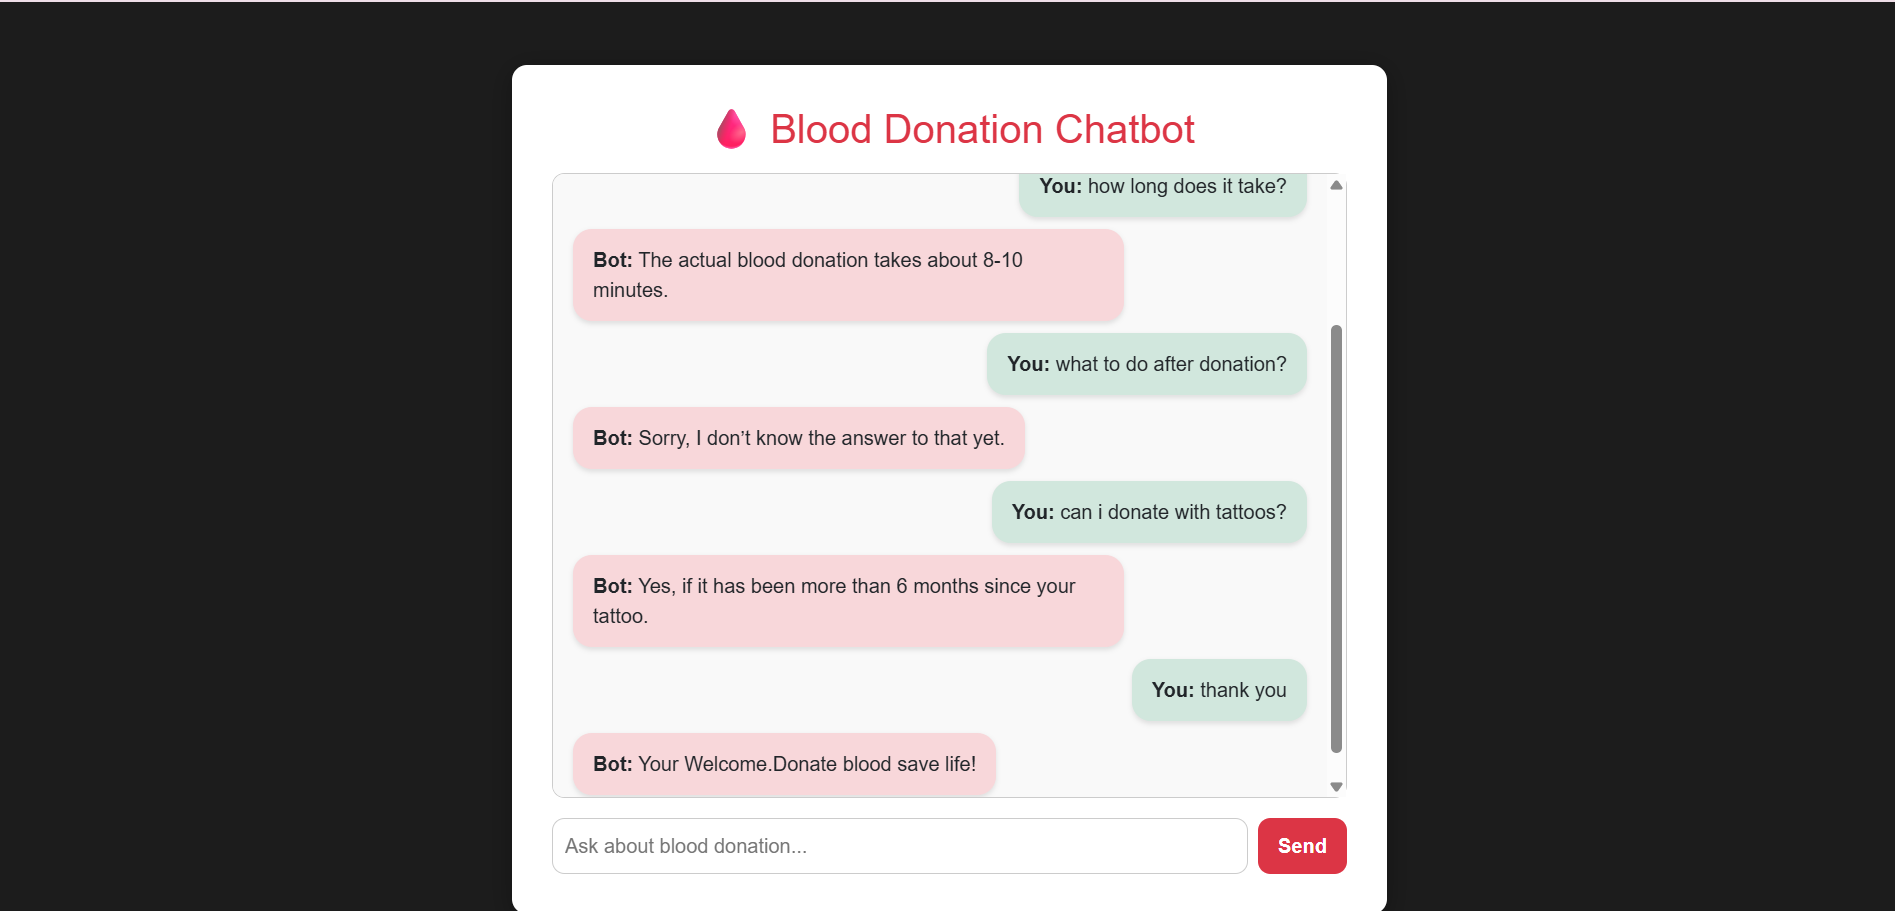 Blood Donation Chatbot
You: how long does it take?
Bot: The actual blood donation takes about 8-10
minutes.
You: what to do after donation?
Bot: Sorry, I don’t know the answer to that yet.
You: can i donate with tattoos?
Bot: Yes, if it has been more than 6 months since your
tattoo.
You: thank you
Bot: Your Welcome.Donate blood save life!
Ask about blood donation...
Send